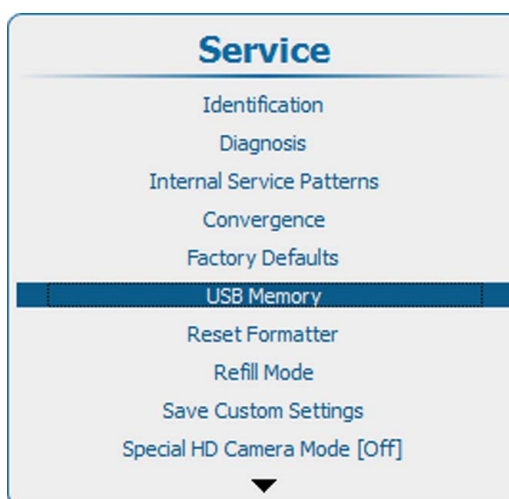 Service
Identification
Diagnosis
Internal Service Patterns
Convergence
Factory Defaults
USB Memory
Reset Formatter
Refill Mode
Save Custom Settings
Special HD Camera Mode [Off]